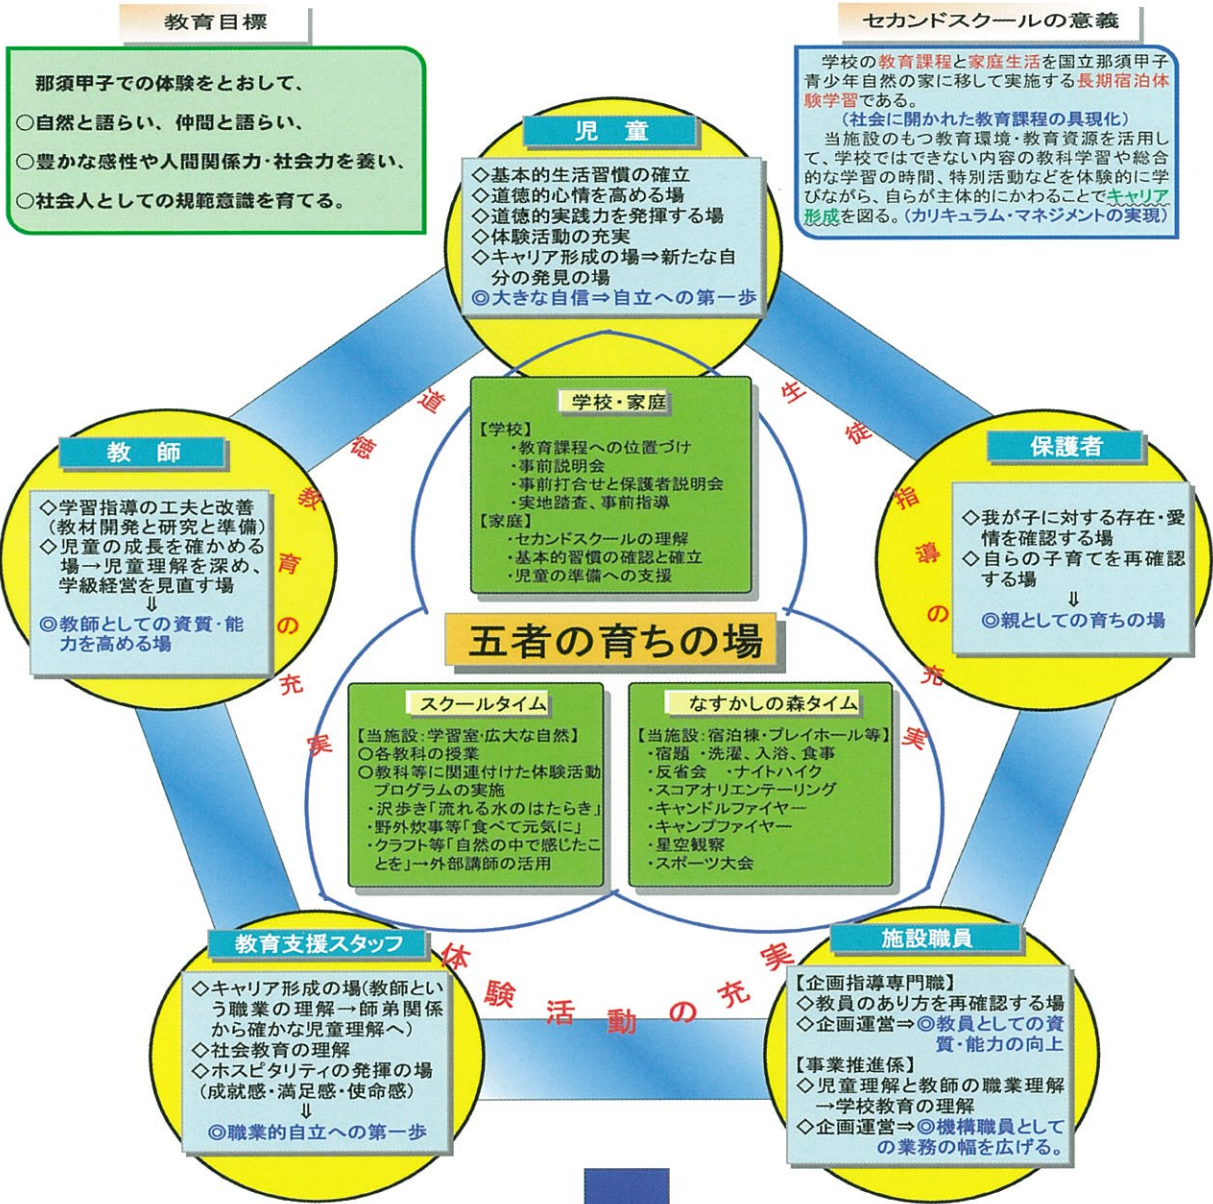 教育目標
那須甲子での体験をとおして、
○自然と語らい、仲間と語らい、
○豊かな感性や人間関係力・社会力を養い、
○社会人としての規範意識を育てる。
セカンドスクールの意義
学校の教育課程と家庭生活を国立那須甲子
青少年自然の家に移して実施する長期宿泊体
験学習である。
(社会に開かれた教育課程の具現化)
当施設のもつ教育環境・教育資源を活用し
て、学校ではできない内容の教科学習や総合
的な学習の時間、特別活動などを体験的に学
びながら、自らが主体的にかわることでキャリア
形成を図る。(カリキュラム・マネジメントの実現)
児童
◇基本的生活習慣の確立
◇道徳的心情を高める場
◇道徳的実践力を発揮する場
◇体験活動の充実
◇キャリア形成の場⇒新たな自
分の発見の場
◎大きな自信⇒自立への第一歩
道徳教育の充実
生徒指導の充実
学校・家庭
【学校】
・教育課程への位置づけ
・事前説明会
・事前打合せと保護者説明会
・実地踏査、事前指導
【家庭】
・セカンドスクールの理解
・基本的習慣の確認と確立
・児童の準備への支援
教師
◇学習指導の工夫と改善
(教材開発と研究と準備)
◇児童の成長を確かめる
場→児童理解を深め、
学級経営を見直す場
⇓
◎教師としての資質・能
力を高める場
保護者
◇我が子に対する存在・愛
情を確認する場
◇自らの子育てを再確認
する場
⇓
◎親としての育ちの場
五者の育ちの場
スクールタイム
【当施設:学習室・広大な自然】
○各教科の授業
○教科等に関連付けた体験活動
プログラムの実施
・沢歩き「流れる水のはたらき」
・野外炊事等「食べて元気に」
・クラフト等「自然の中で感じたこ
とを」→外部講師の活用
なすかしの森タイム
【当施設:宿泊棟・プレイホール等】
・宿題 ・洗濯、入浴、食事
・反省会 ・ナイトハイク
・スコアオリエンテーリング
・キャンドルファイヤー
・キャンプファイヤー
・星空観察
・スポーツ大会
体験活動の充実
教育支援スタッフ
◇キャリア形成の場(教師とい
う職業の理解→師弟関係
から確かな児童理解へ)
◇社会教育の理解
◇ホスピタリティの発揮の場
(成就感・満足感・使命感)
⇓
◎職業的自立への第一歩
施設職員
【企画指導専門職】
◇教員のあり方を再確認する場
◇企画運営⇒◎教員としての資
質・能力の向上
【事業推進係】
◇児童理解と教師の職業理解
→学校教育の理解
◇企画運営⇒◎機構職員として
の業務の幅を広げる。